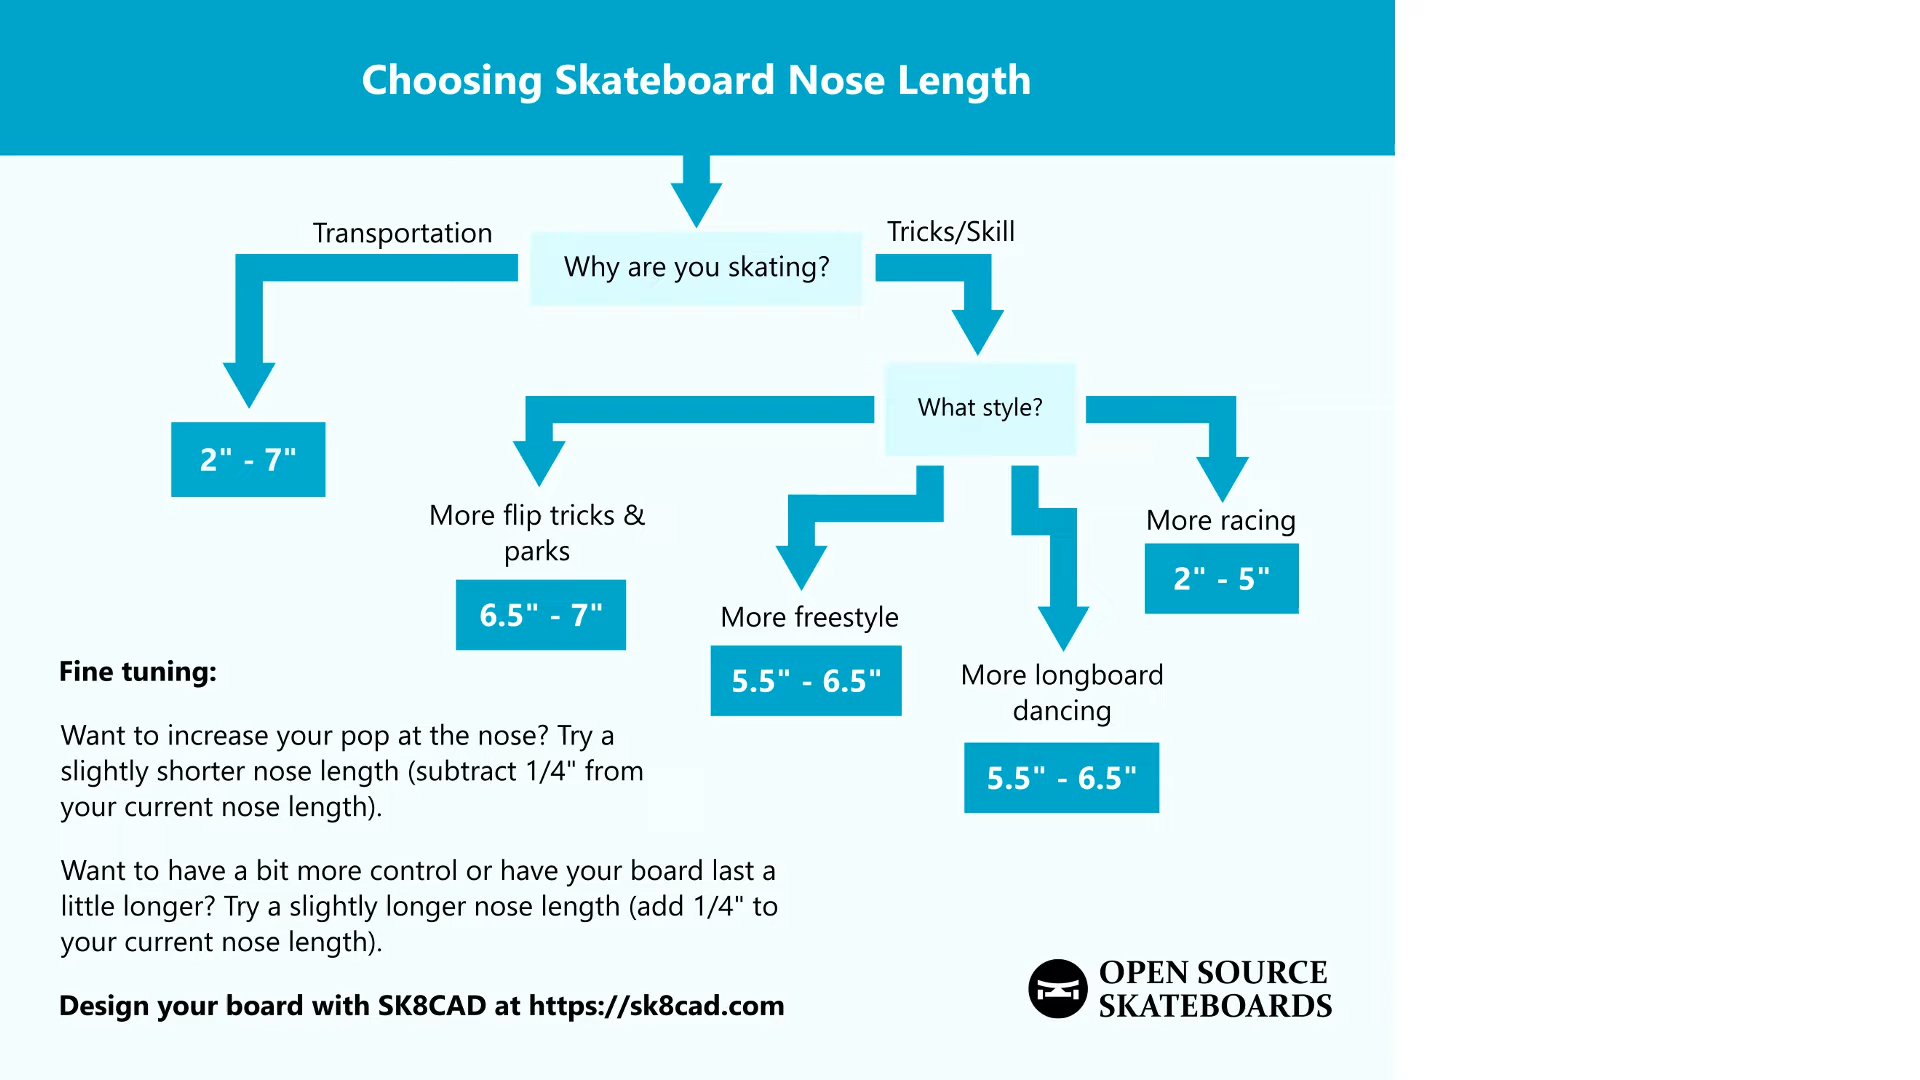 Choosing Skateboard Nose Length
Transportation
Why are you skating?
Tricks/Skill
What style?
2" - 7"
More flip tricks &
parks
6.5" - 7"
More freestyle
5.5" - 6.5"
More longboard
dancing
5.5" - 6.5"
More racing
2" - 5"
Fine tuning:
Want to increase your pop at the nose? Try a
slightly shorter nose length (subtract 1/4" from
your current nose length).
Want to have a bit more control or have your board last a
little longer? Try a slightly longer nose length (add 1/4" to
your current nose length).
Design your board with SK8CAD at https://sk8cad.com
OPEN SOURCE
SKATEBOARDS